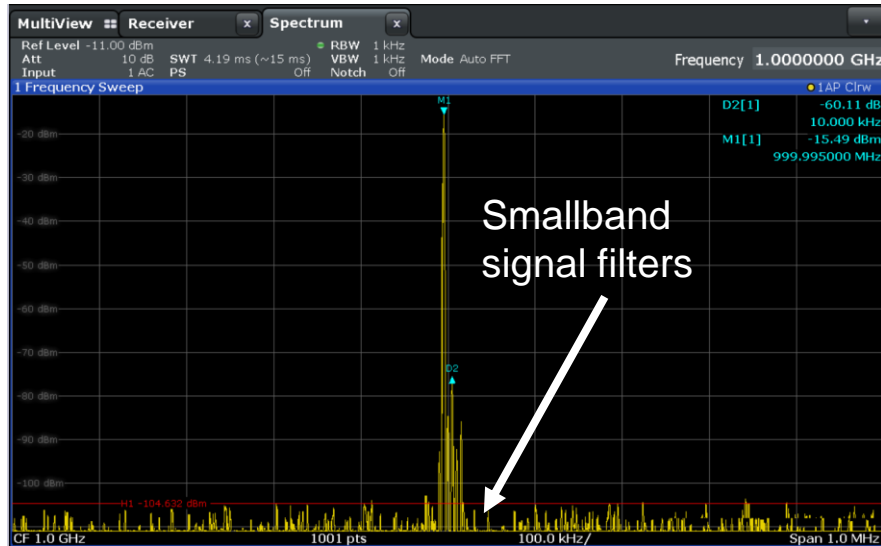 MultiView Receiver x Spectrum x
Ref Level -11.00 dBm RBW 1 kHz
Att 10 dB SWT 4.19 ms (~15 ms) VBW 1 kHz Mode Auto FFT Frequency 1.0000000 GHz
Input 1 AC PS Off Notch Off
1 Frequency Sweep 1AP Clrw
M1 D2[1] -60.11 dB
10.000 kHz
-20 dBm M1[1] -15.49 dBm
999.995000 MHz
-30 dBm
-40 dBm
Smallband
signal filters
-50 dBm
-60 dBm
-70 dBm
D2
-80 dBm
-90 dBm
-100 dBm
H1 -104.632 dBm
CF 1.0 GHz 1001 pts 100.0 kHz/ Span 1.0 MHz